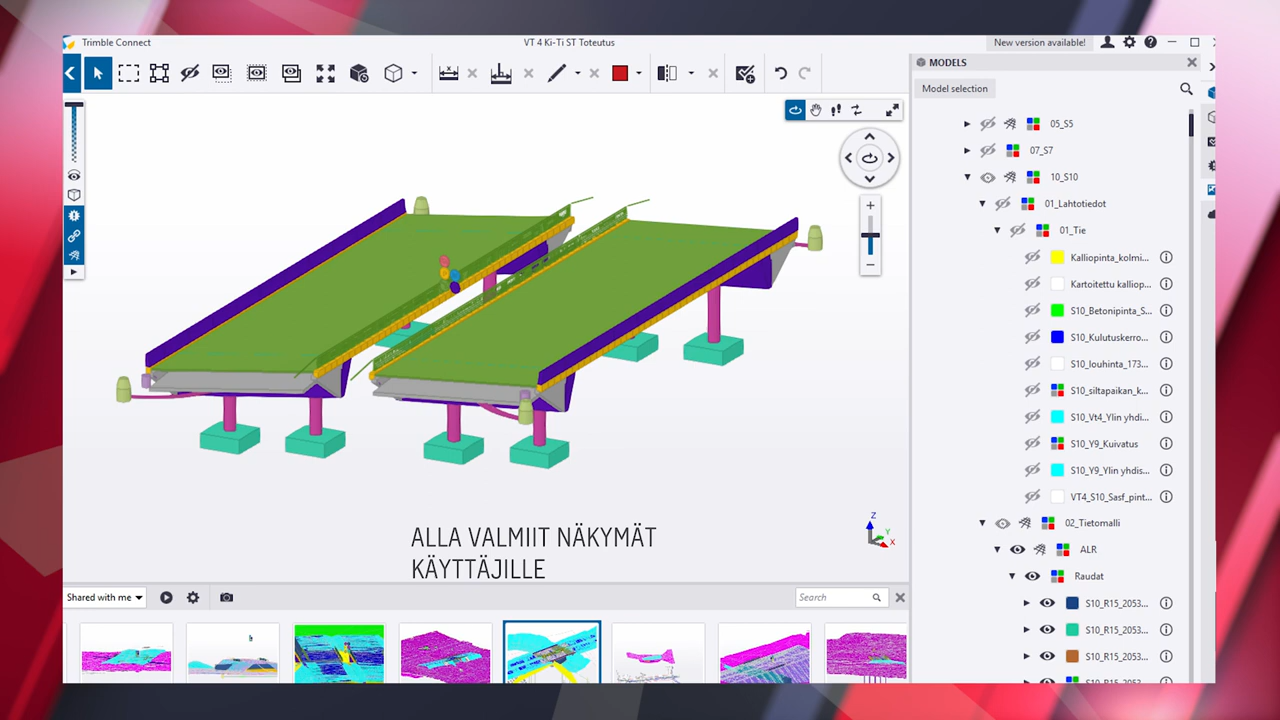 Trimble Connect
VT 4 Ki-Ti ST Toteutus
New version available!
MODELS
Model selection
05_S5
07_S7
10_S10
01_Lahtotiedot
01_Tie
Kalliopinta_kolmi...
Kartoitettu kalliop...
S10_Betonipinta_S...
S10_Kulutuskerro...
S10_louhinta_173...
S10_siltapaikan_k...
S10_Vt4_Ylin yhdi...
S10_Y9_Kuivatus
S10_Y9_Ylin yhdis...
VT4_S10_Sasf_pint...
02_Tietomalli
ALR
Raudat
S10_R15_2053...
S10_R15_2053...
S10_R15_2053...
S10_R15_2053...
Z
Y
X
ALLA VALMIIT NÄKYMÄT
KÄYTTÄJILLE
Shared with me
Search